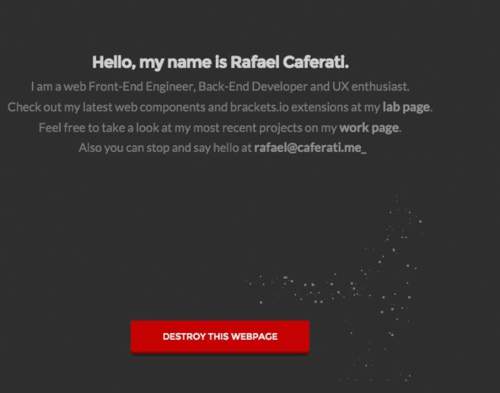 Hello, my name is Rafael Caferati.
I am a web Front-End Engineer, Back-End Developer and UX enthusiast.
Check out my latest web components and brackets.io extensions at my lab page.
Feel free to take a look at my most recent projects on my work page.
Also you can stop and say hello at rafael@caferati.me_
DESTROY THIS WEBPAGE